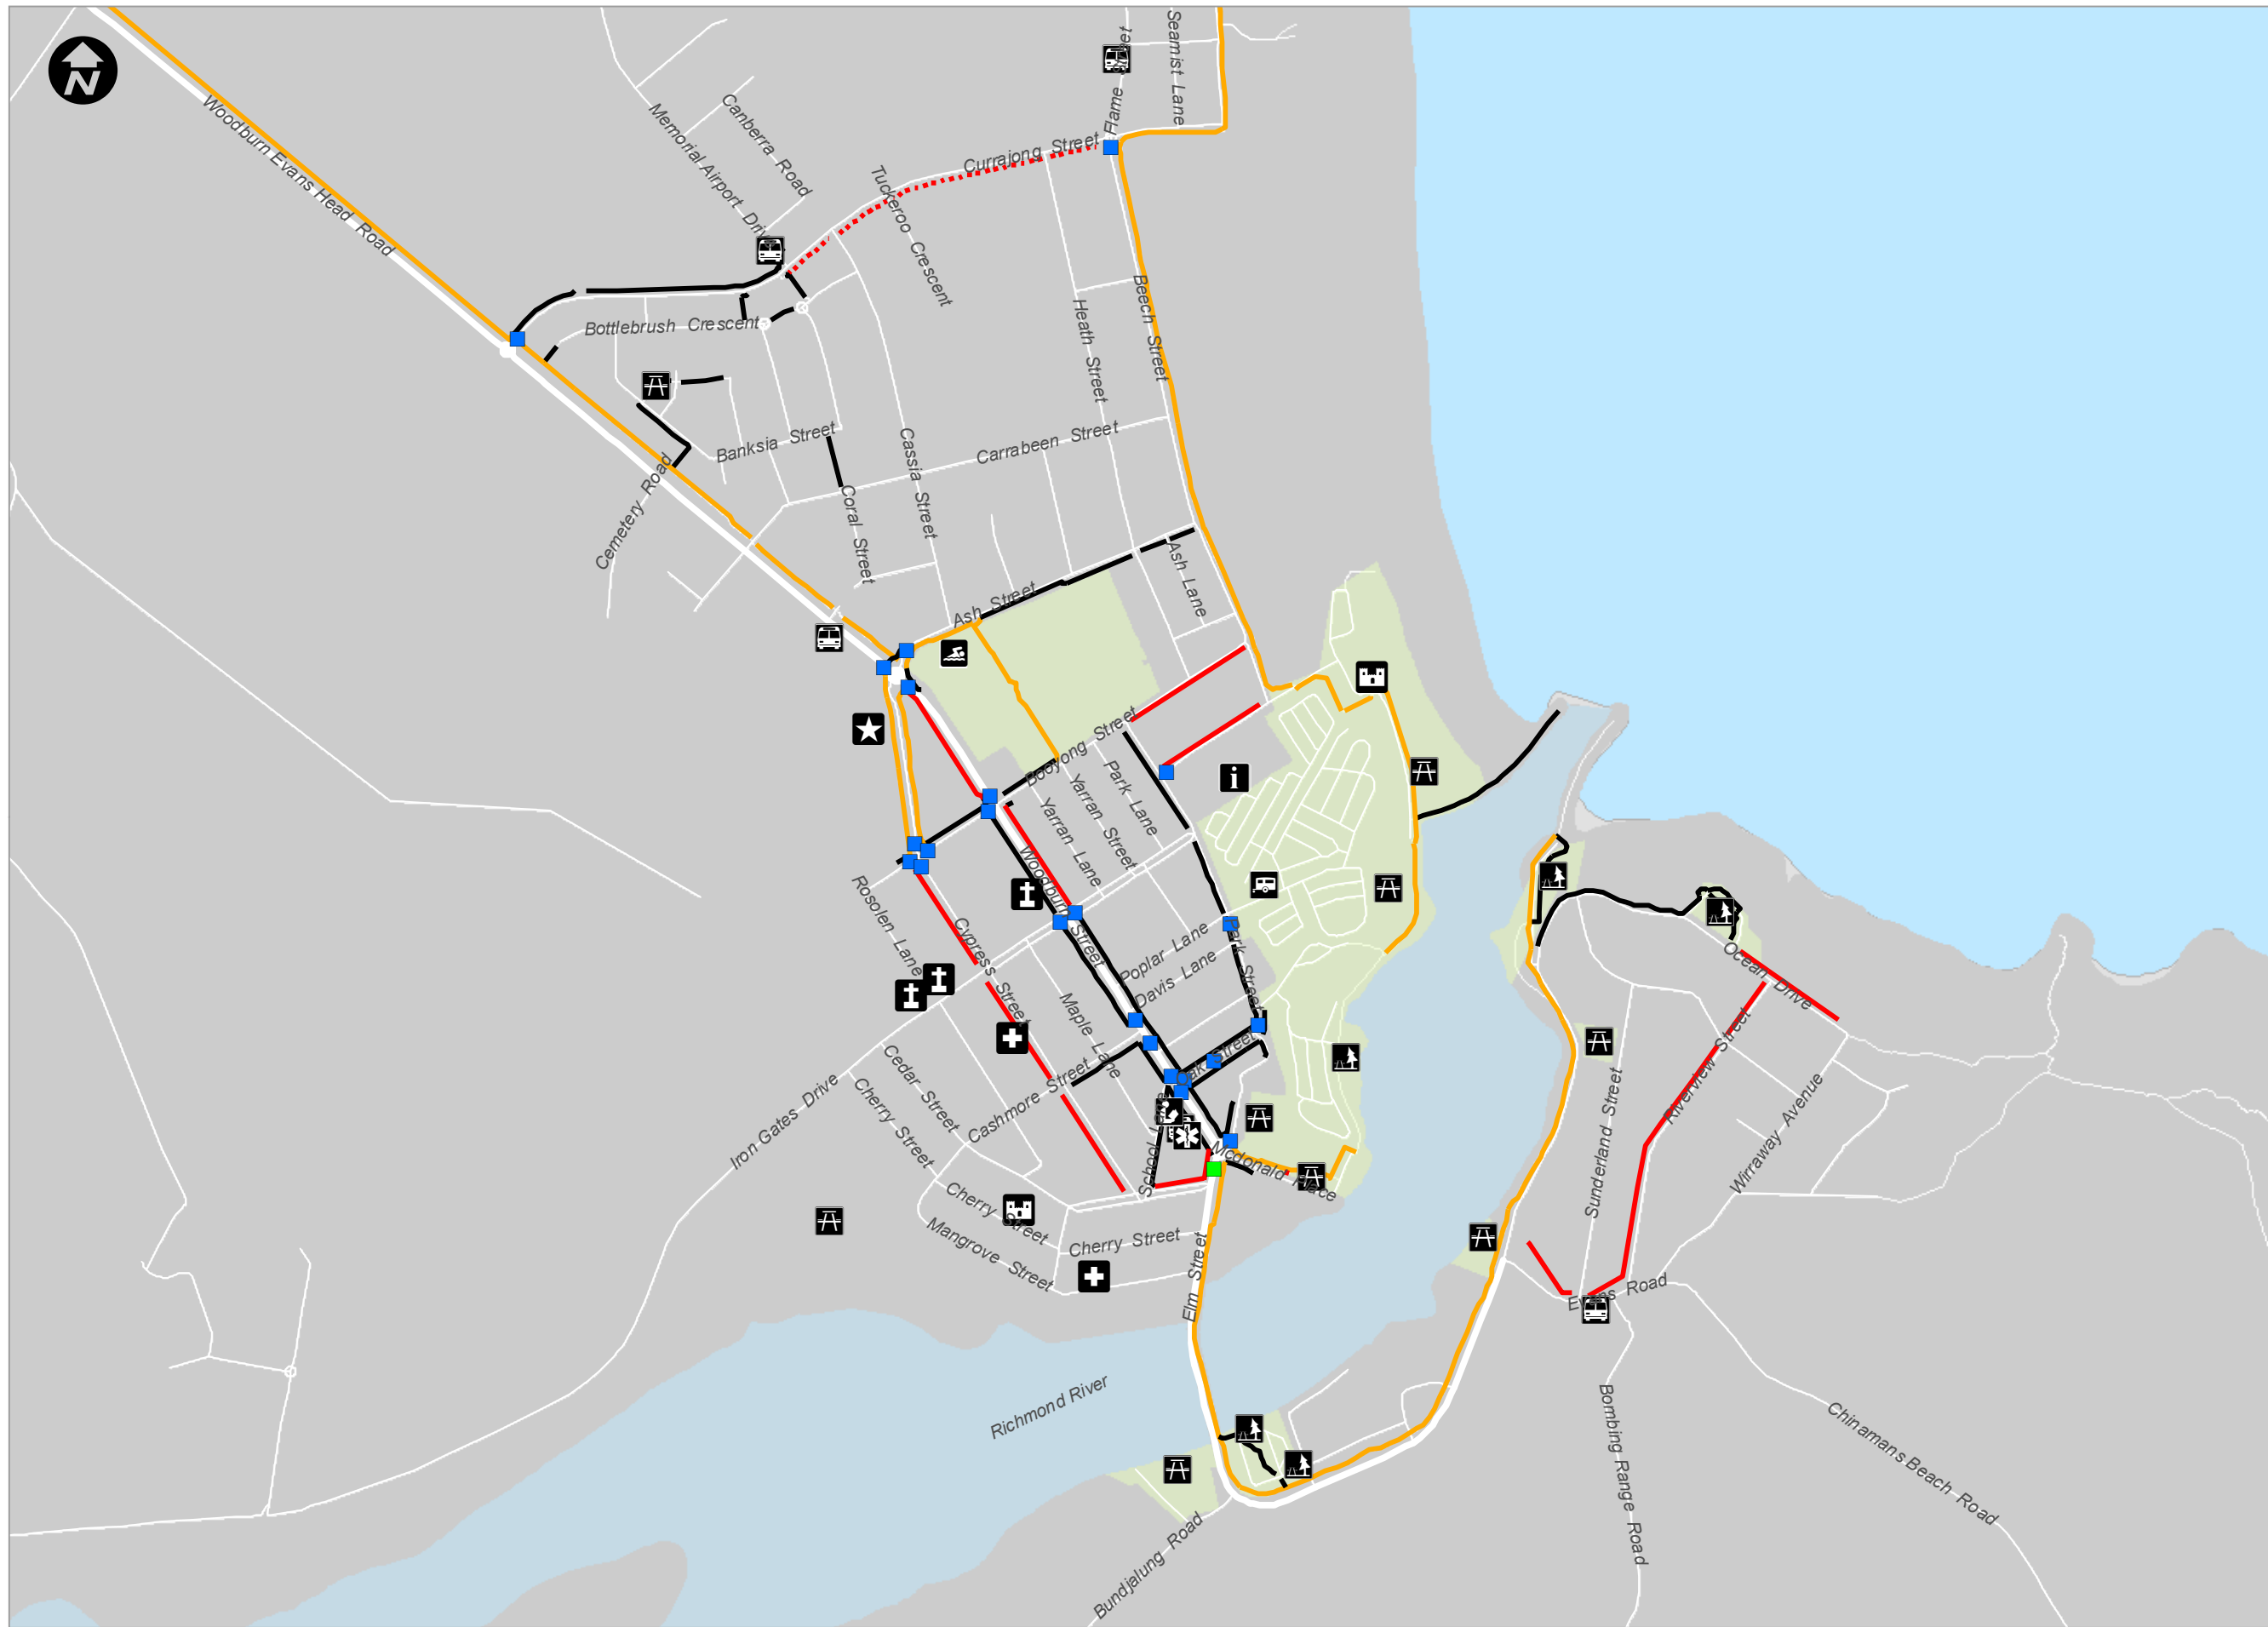 N
Seamist Lane
Flame Street
Woodburn Evans Head Road
Memorial Airport Drive
Canberra Road
Currajong Street
Tuckeroo Crescent
Beech Street
Heath Street
Bottlebrush Crescent
Banksia Street
Carrabeen Street
Cassia Street
Cemetery Road
Coral Street
Ash Lane
Ash Street
Booyong Street
Park Lane
Yarran Street
Yarran Lane
Woodburn Street
Rosolen Lane
Cypress Street
Poplar Lane
Park Street
Davis Lane
Ocean Drive
Maple Lane
Oak Street
Cedar Street
Cashmore Street
Riverview Street
Iron Gates Drive
Cherry Street
School Lane
Sunderland Street
Wirraway Avenue
Mcdonald Place
Cherry Street
Mangrove Street
Cherry Street
Elm Street
Evans Road
Richmond River
Bombing Range Road
Chinamans Beach Road
Bundjalung Road
i